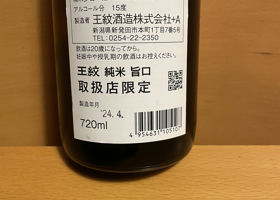 アルコール分 15度
製造者 王紋酒造株式会社+A
新潟県新発田市本町1丁目7番5号
TEL:0254-22-2350
飲酒は20歳になってから。
妊娠中や授乳期の飲酒はお控えください。
王紋 純米 旨口
取扱店限定
製造年月
'24.4.
720ml
4 954631 105107